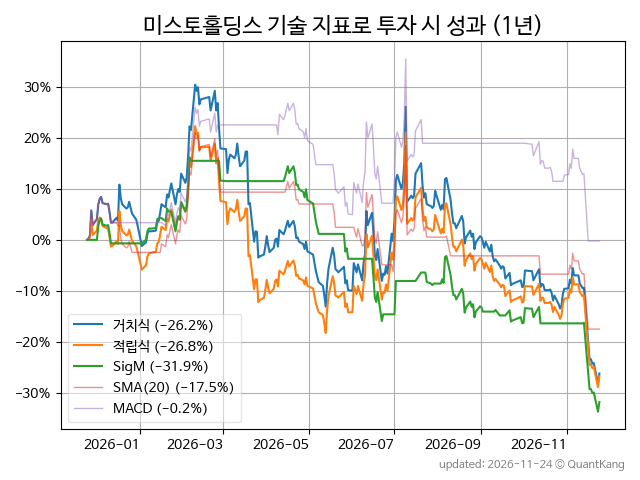 미스토홀딩스 기술 지표로 투자 시 성과 (1년)
30%
20%
10%
0%
−10%
−20%
−30%
거치식 (−26.2%)
적립식 (−26.8%)
SigM (−31.9%)
SMA(20) (−17.5%)
MACD (−0.2%)
2026−01
2026−03
2026−05
2026−07
2026−09
2026−11
updated: 2026−11−24 © QuantKang